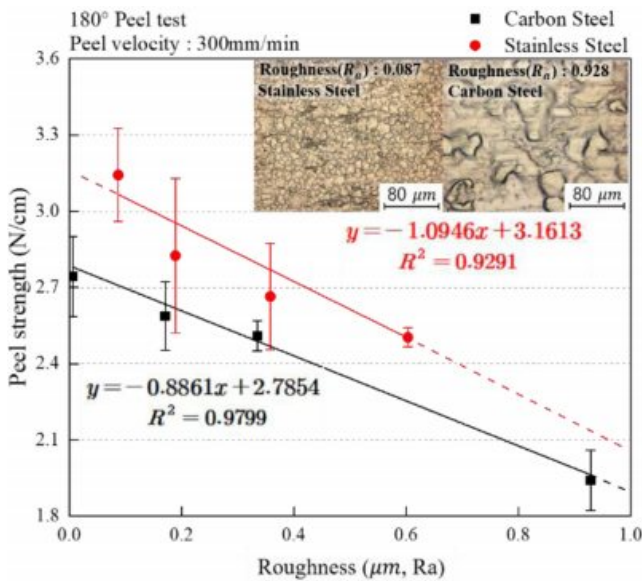 180° Peel test
Peel velocity : 300mm/min
Carbon Steel
Stainless Steel
Roughness(Rₐ) : 0.087
Stainless Steel
Roughness(Rₐ) : 0.928
Carbon Steel
80 μm
80 μm
y=−1.0946x+3.1613
R² = 0.9291
y=−0.8861x+2.7854
R² = 0.9799
Peel strength (N/cm)
3.6
3.3
3.0
2.7
2.4
2.1
1.8
0.0 0.2 0.4 0.6 0.8 1.0
Roughness (μm, Ra)